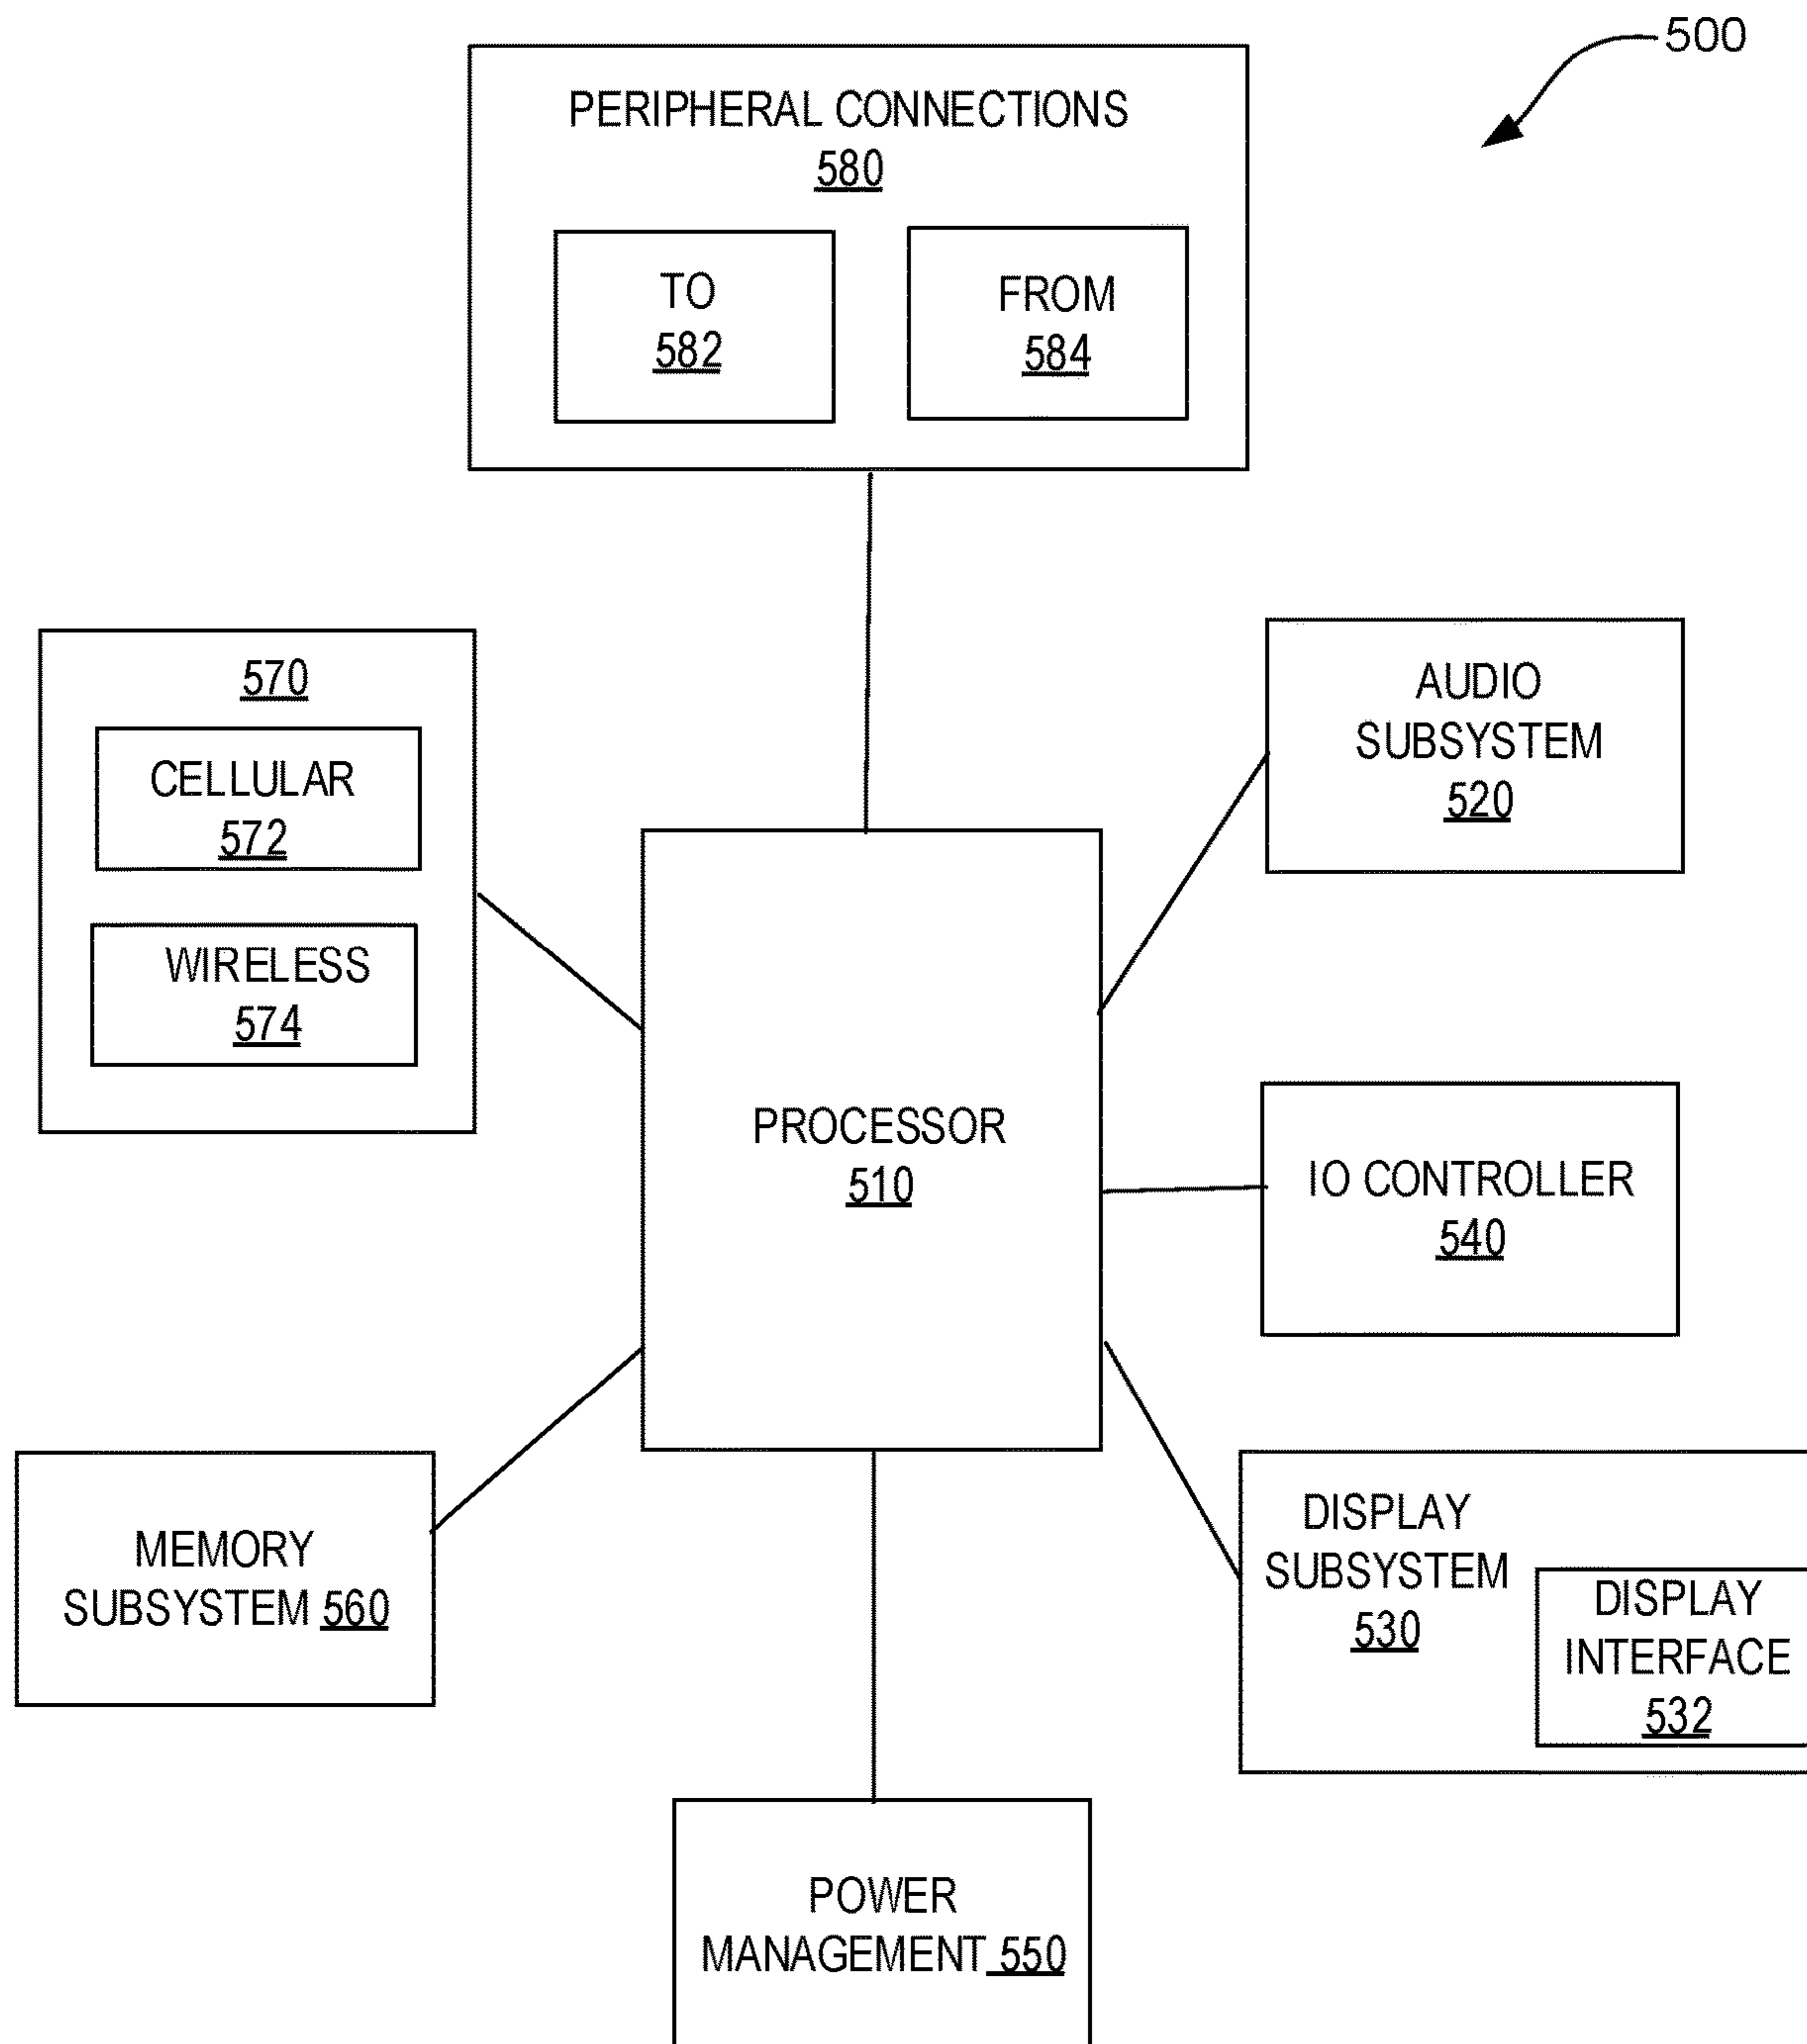 500
PERIPHERAL CONNECTIONS
580
TO
582
FROM
584
570
CELLULAR
572
WIRELESS
574
AUDIO
SUBSYSTEM
520
PROCESSOR
510
IO CONTROLLER
540
MEMORY
SUBSYSTEM 560
DISPLAY
SUBSYSTEM
530
DISPLAY
INTERFACE
532
POWER
MANAGEMENT 550